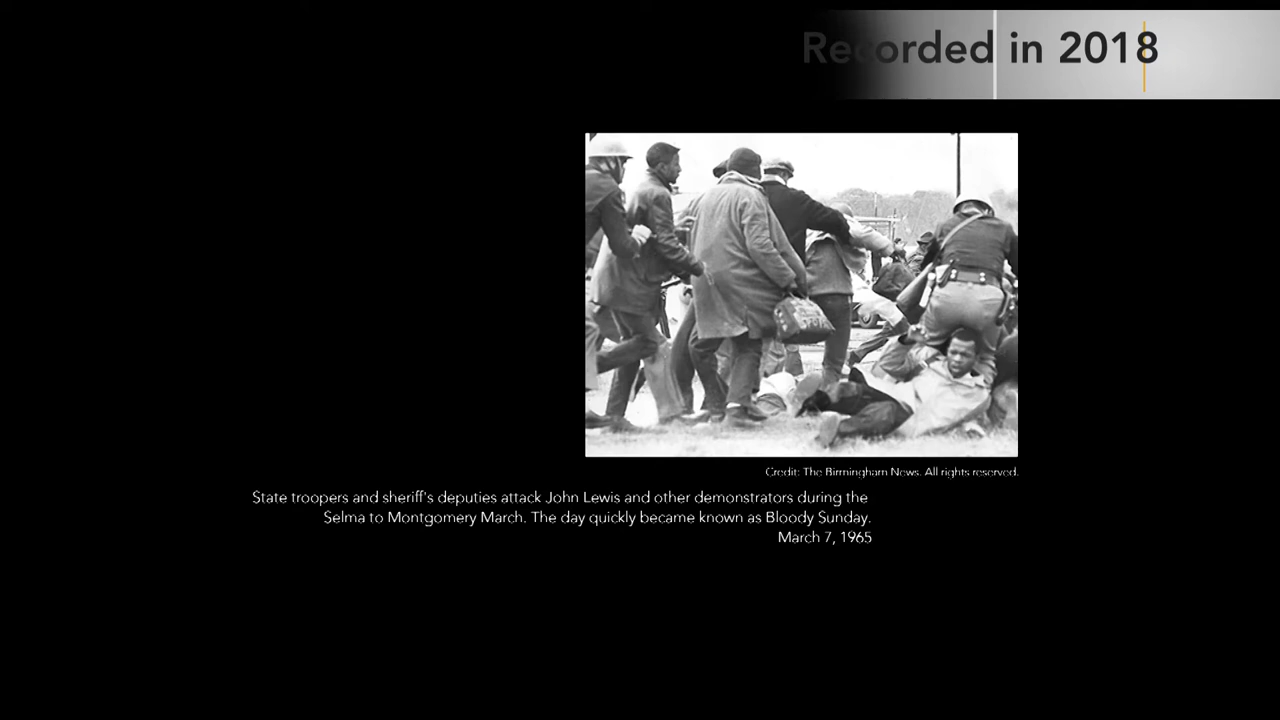 Recorded in 2018
Credit: The Birmingham News. All rights reserved.
State troopers and sheriff's deputies attack John Lewis and other demonstrators during the
Selma to Montgomery March. The day quickly became known as Bloody Sunday.
March 7, 1965